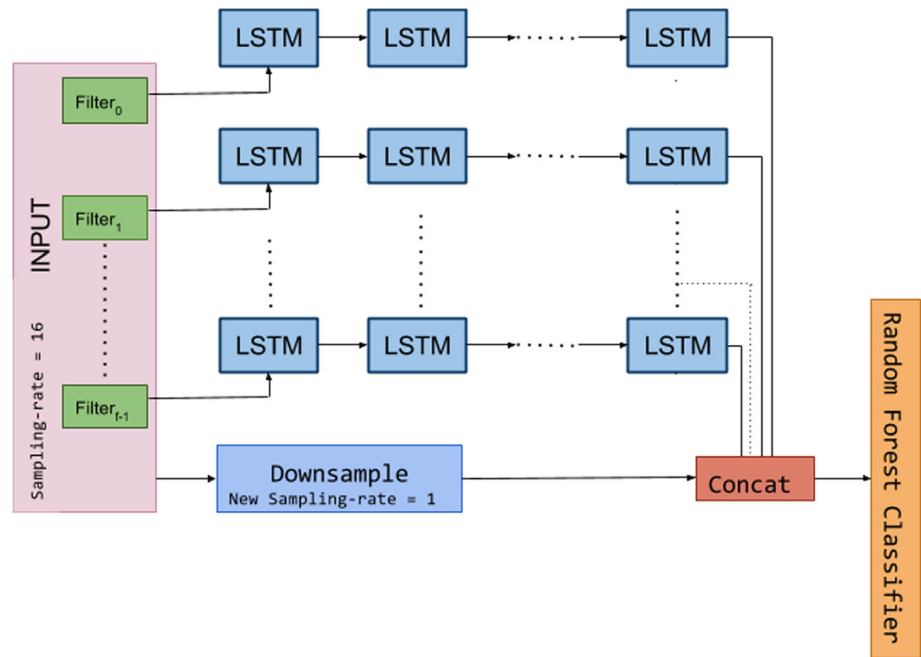 LSTM LSTM LSTM
Filter0
LSTM LSTM LSTM
Filter1
INPUT
Sampling-rate = 16
LSTM LSTM LSTM
Filterf-1
Downsample
New Sampling-rate = 1
Concat
Random Forest Classifier